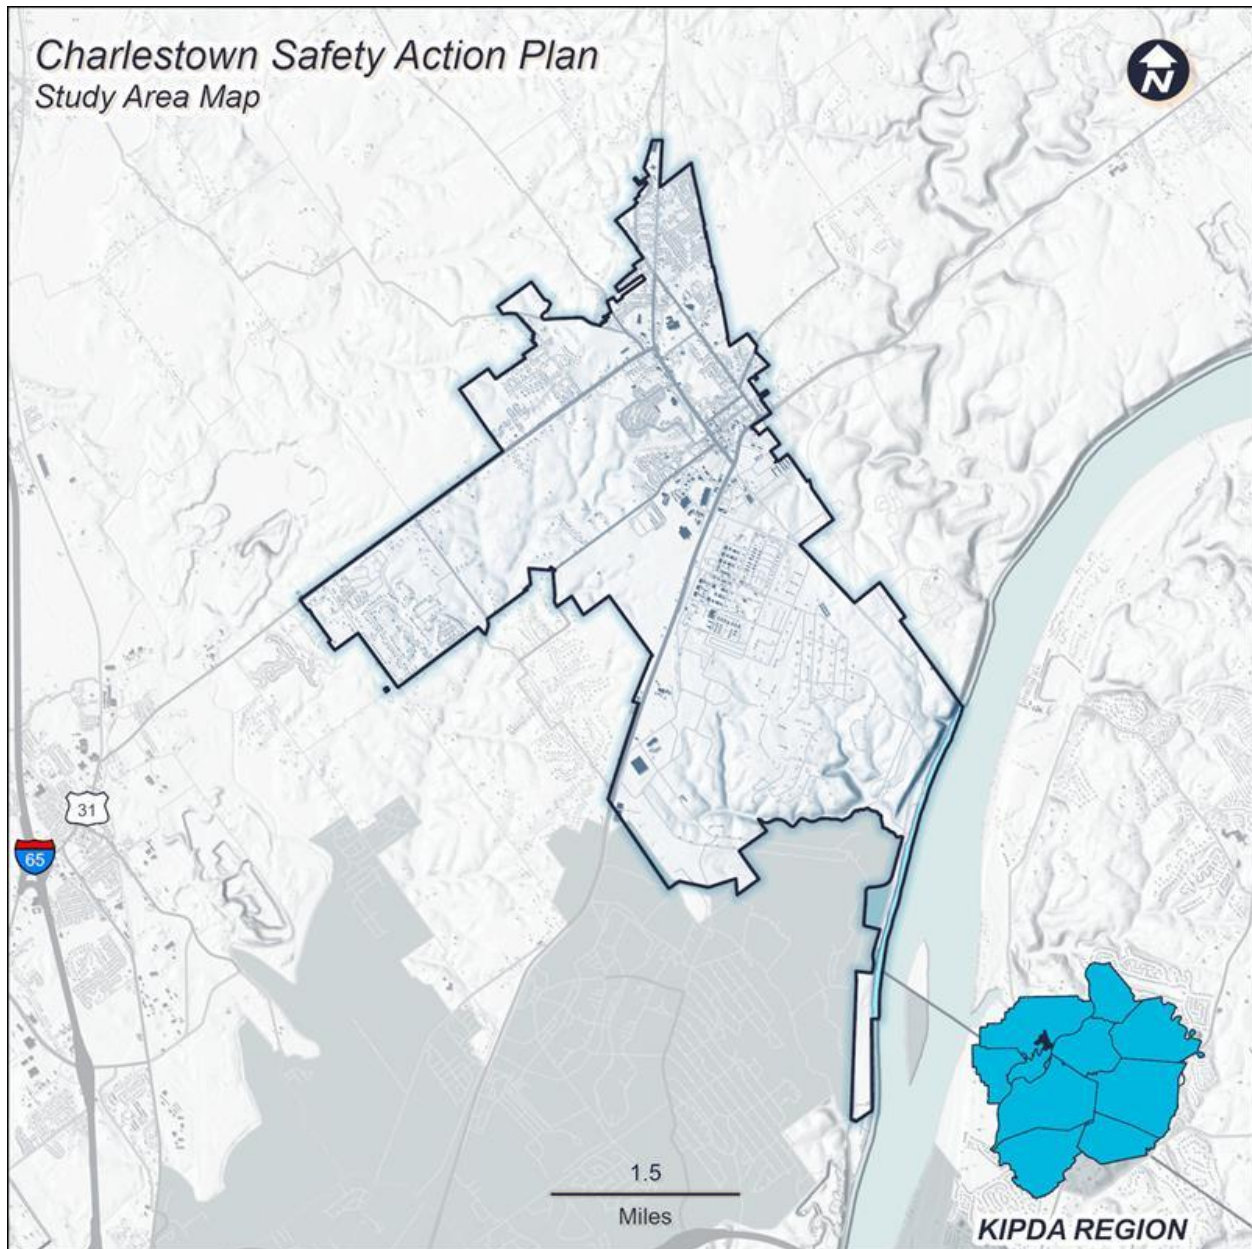 Charlestown Safety Action Plan
Study Area Map
N
31
65
1.5
Miles
KIPDA REGION